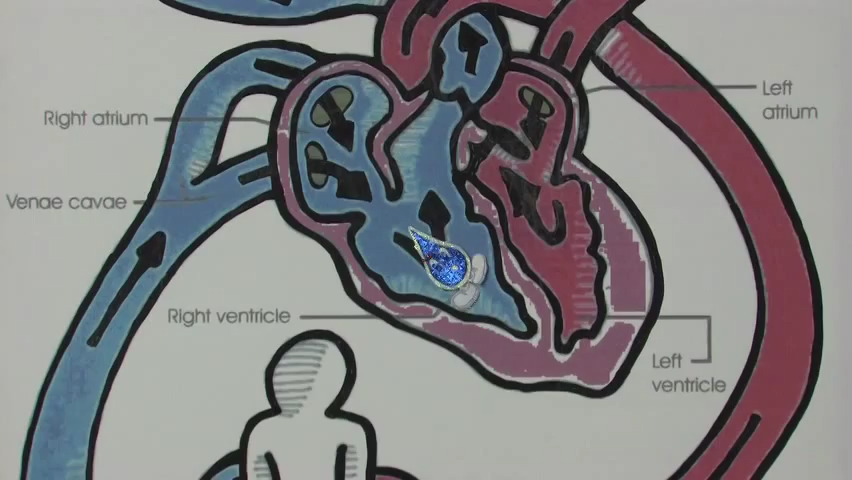 Right atrium
Left
atrium
Venae cavae
Right ventricle
Left
ventricle